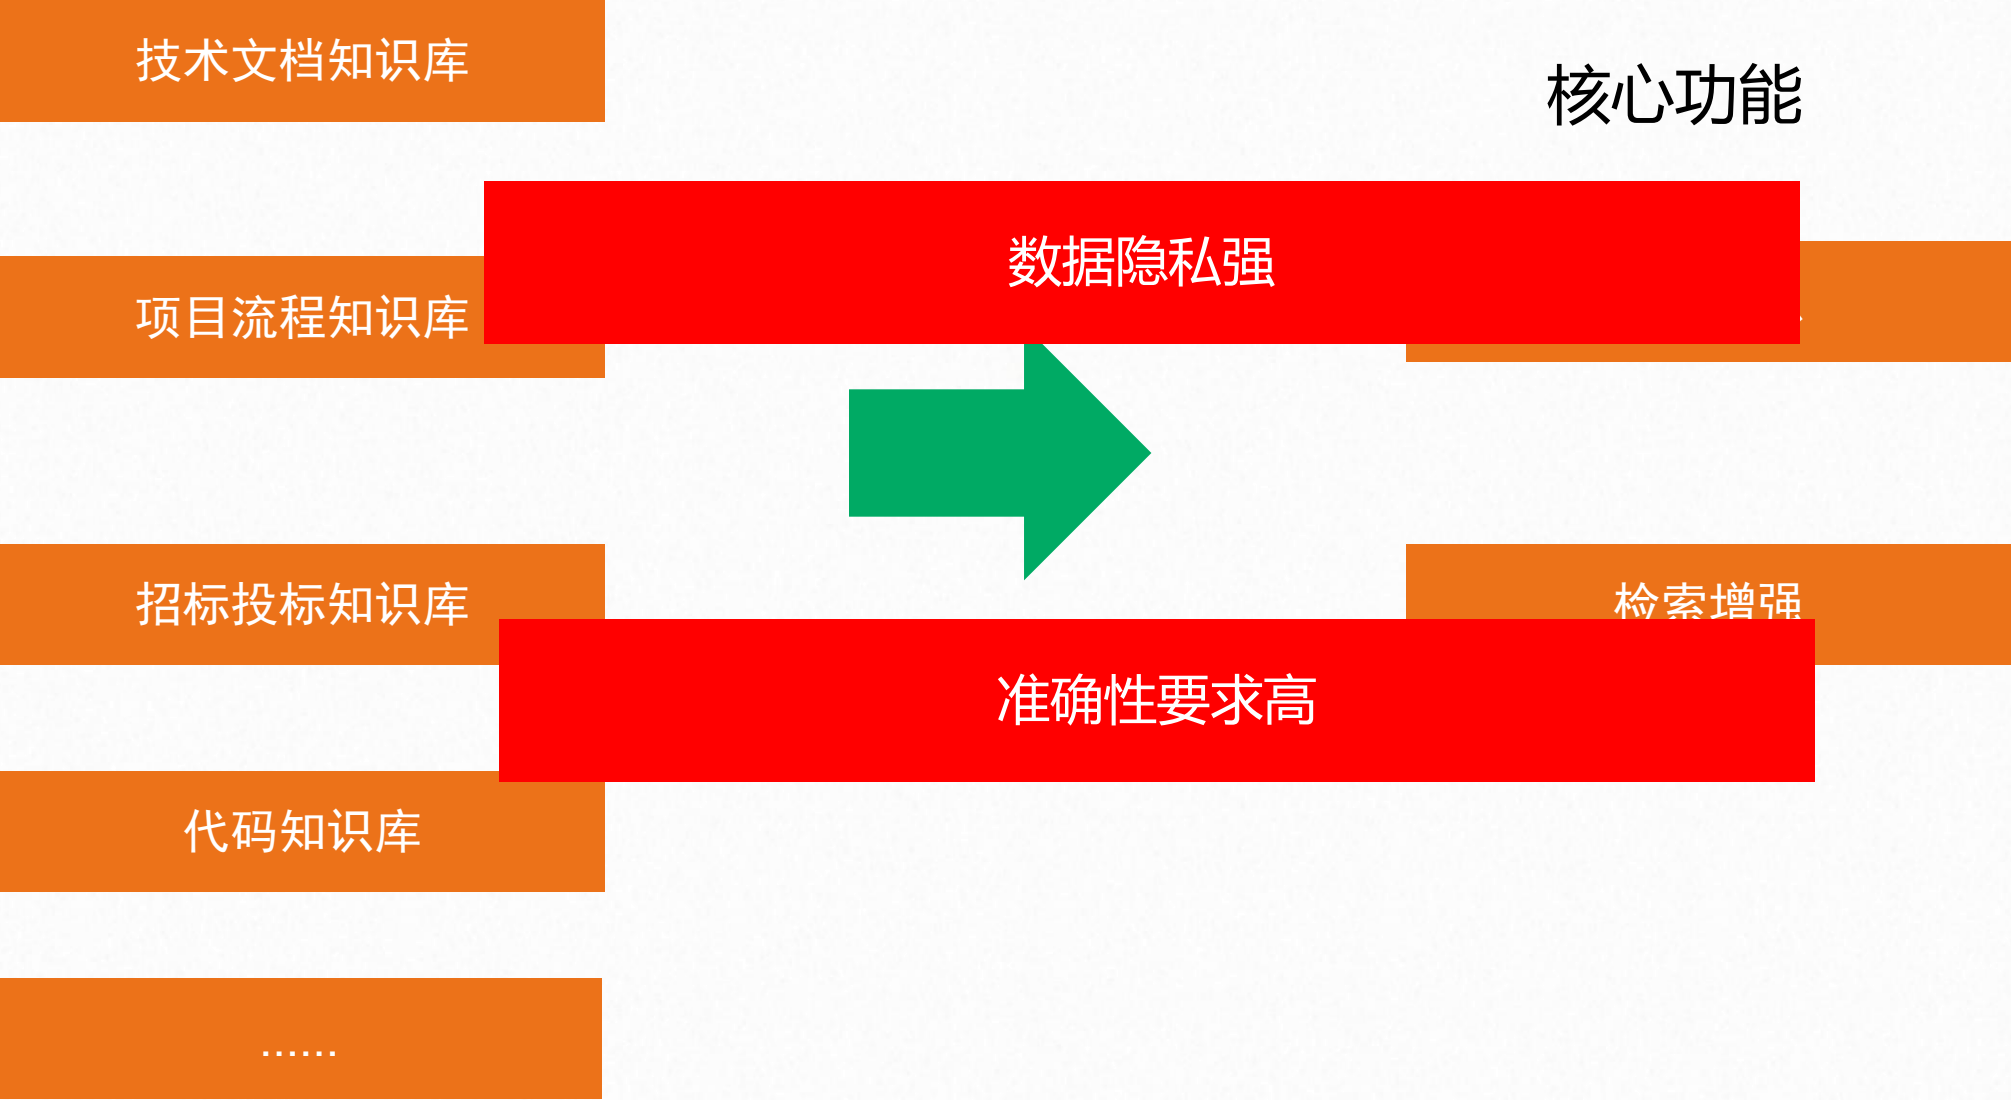 技术文档知识库
核心功能
数据隐私强
项目流程知识库
招标投标知识库
检索增强
准确性要求高
代码知识库
......